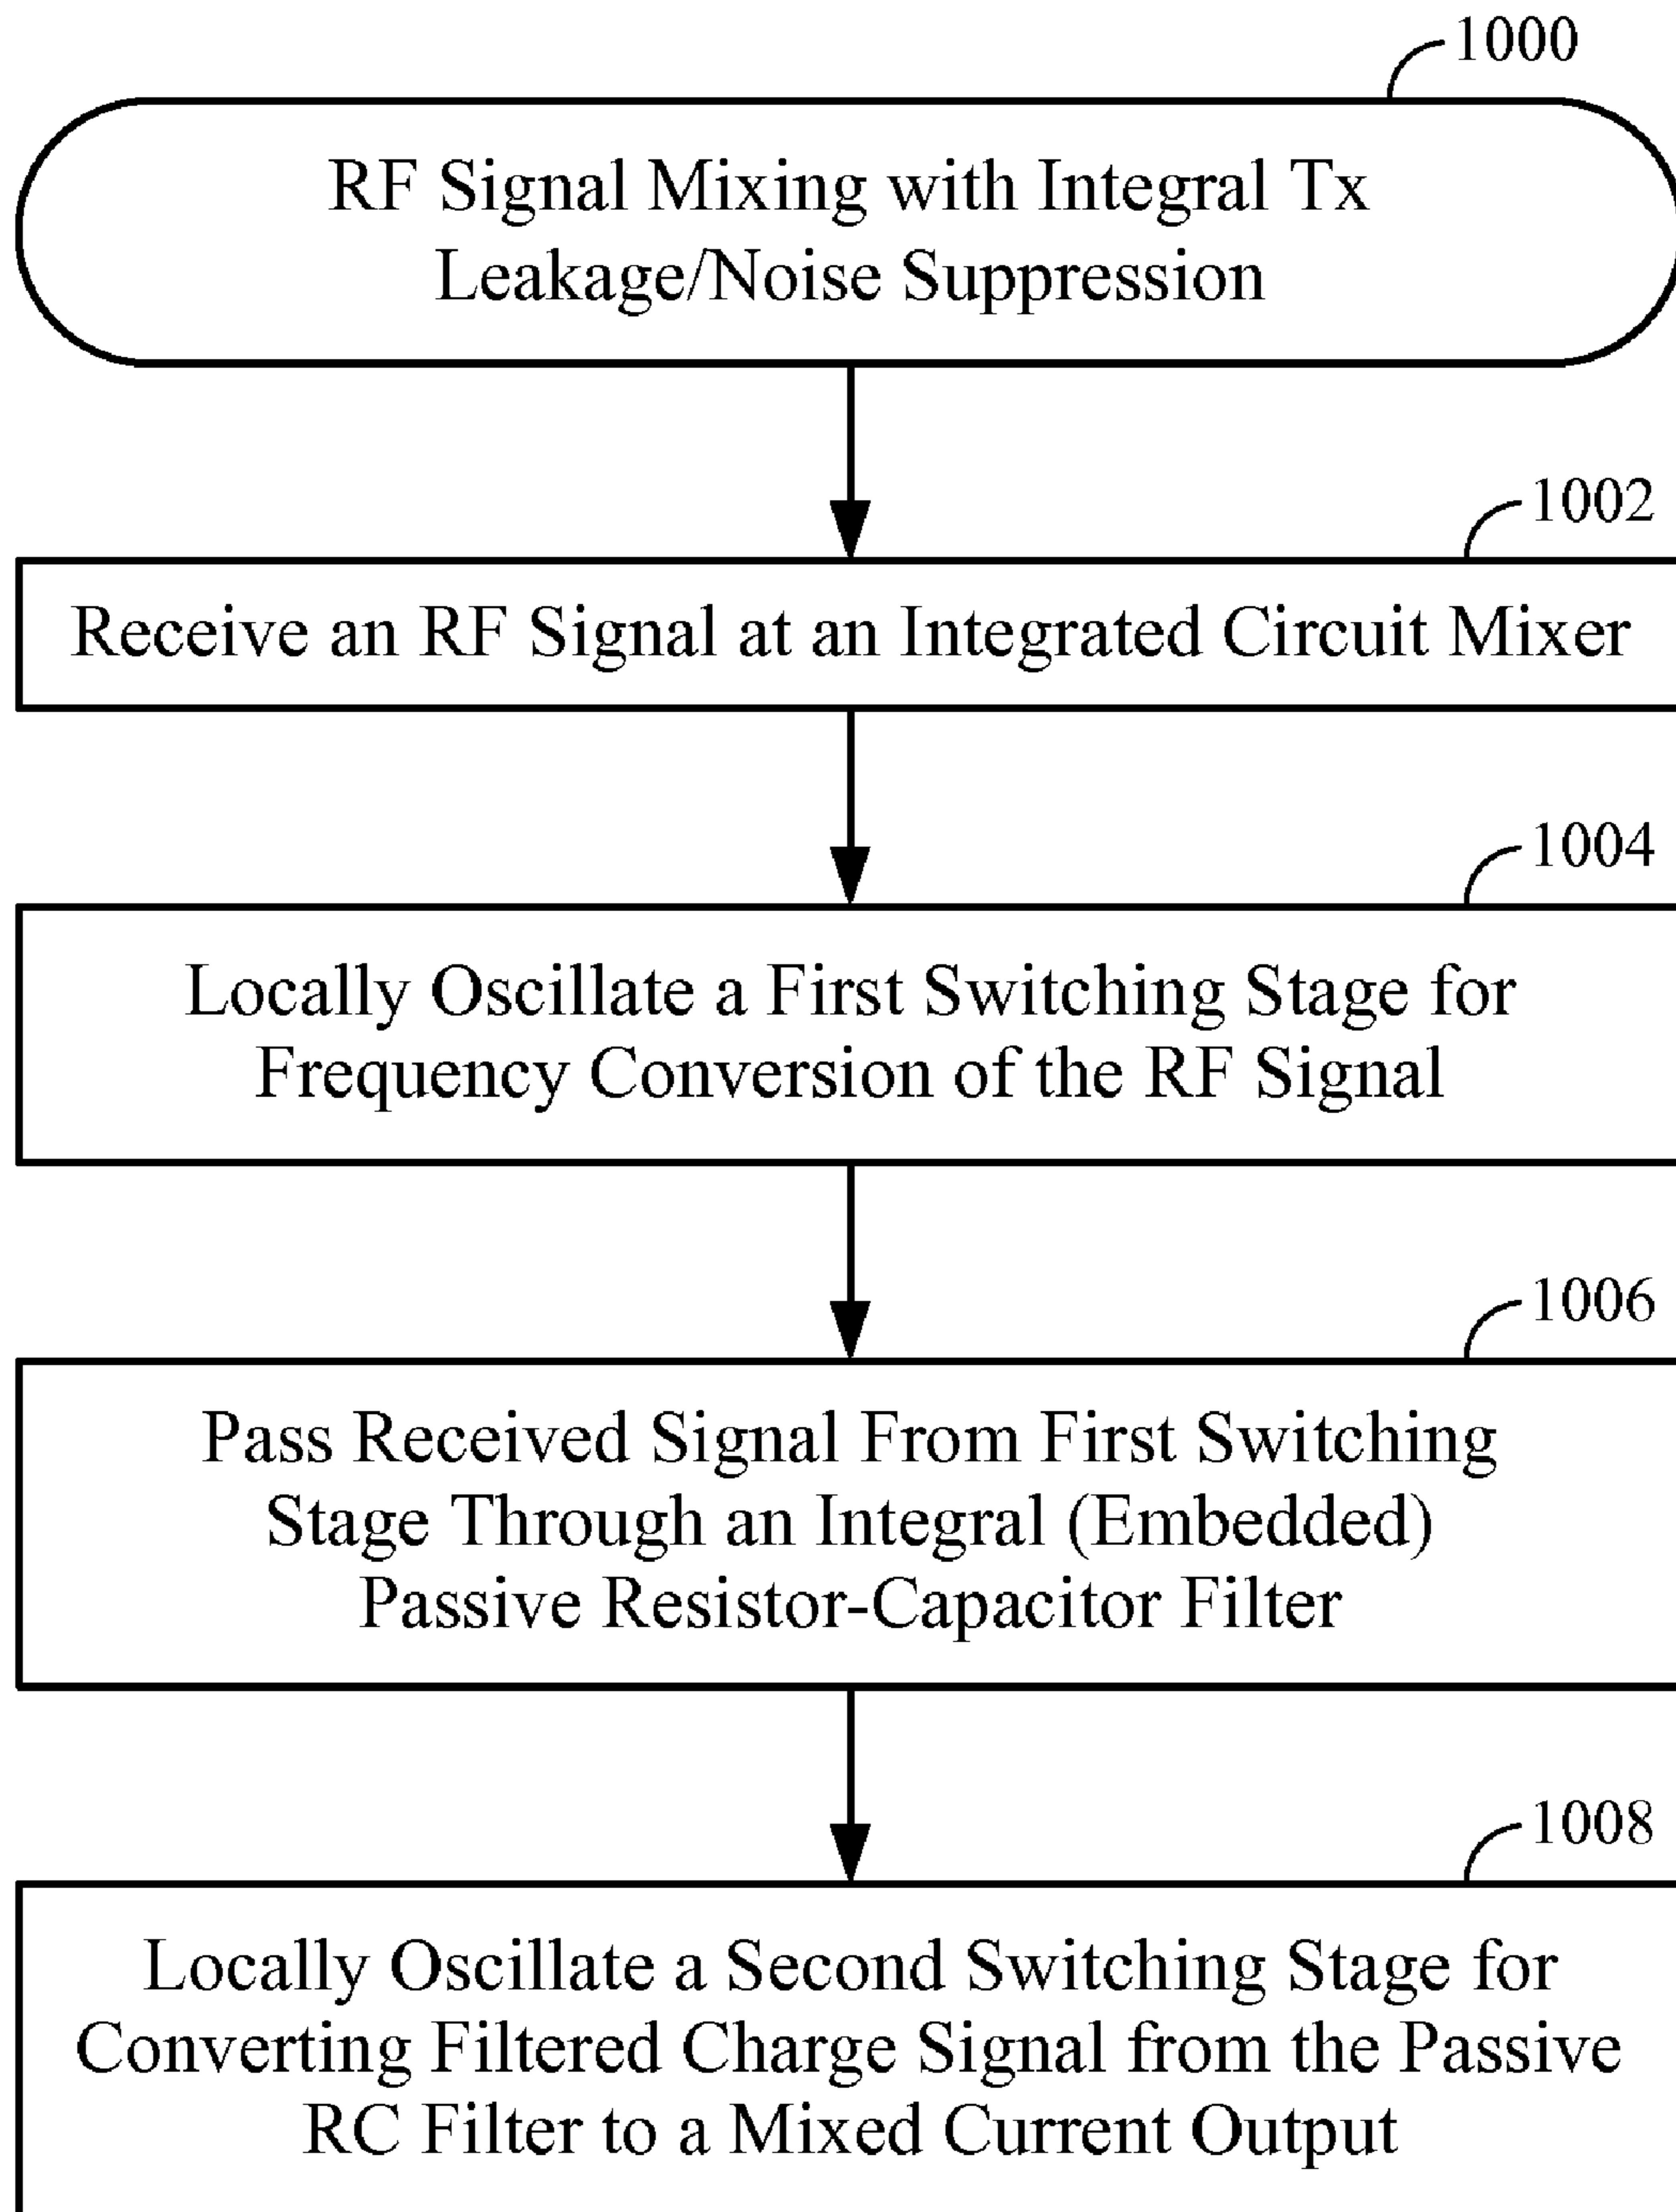 1000
RF Signal Mixing with Integral Tx
Leakage/Noise Suppression
1002
Receive an RF Signal at an Integrated Circuit Mixer
1004
Locally Oscillate a First Switching Stage for
Frequency Conversion of the RF Signal
1006
Pass Received Signal From First Switching
Stage Through an Integral (Embedded)
Passive Resistor-Capacitor Filter
1008
Locally Oscillate a Second Switching Stage for
Converting Filtered Charge Signal from the Passive
RC Filter to a Mixed Current Output